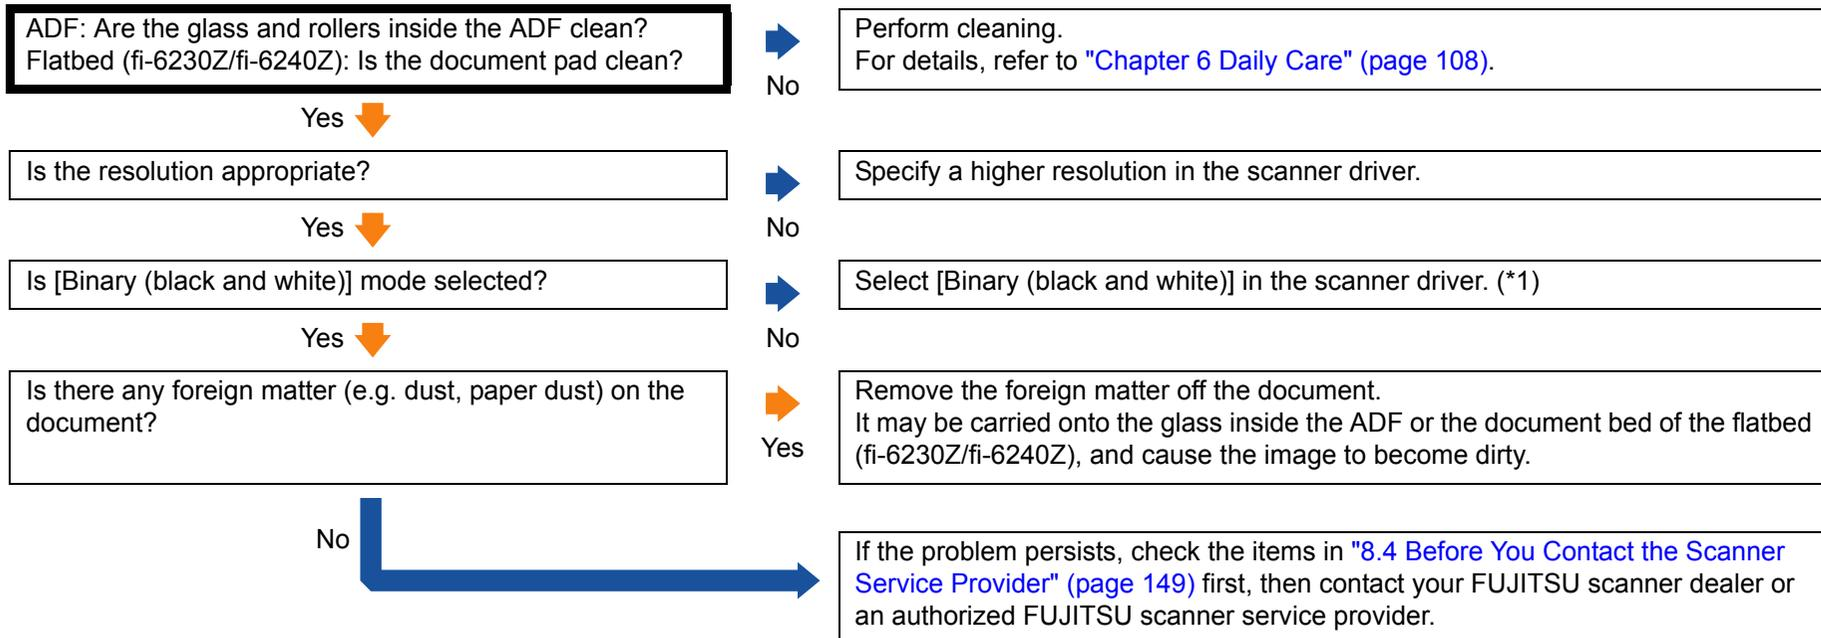 ADF: Are the glass and rollers inside the ADF clean?
Flatbed (fi-6230Z/fi-6240Z): Is the document pad clean?
No
Perform cleaning.
For details, refer to "Chapter 6 Daily Care" (page 108).
Yes
Is the resolution appropriate?
No
Specify a higher resolution in the scanner driver.
Yes
Is [Binary (black and white)] mode selected?
No
Select [Binary (black and white)] in the scanner driver. (*1)
Yes
Is there any foreign matter (e.g. dust, paper dust) on the
document?
Yes
Remove the foreign matter off the document.
It may be carried onto the glass inside the ADF or the document bed of the flatbed
(fi-6230Z/fi-6240Z), and cause the image to become dirty.
No
If the problem persists, check the items in "8.4 Before You Contact the Scanner
Service Provider" (page 149) first, then contact your FUJITSU scanner dealer or
an authorized FUJITSU scanner service provider.